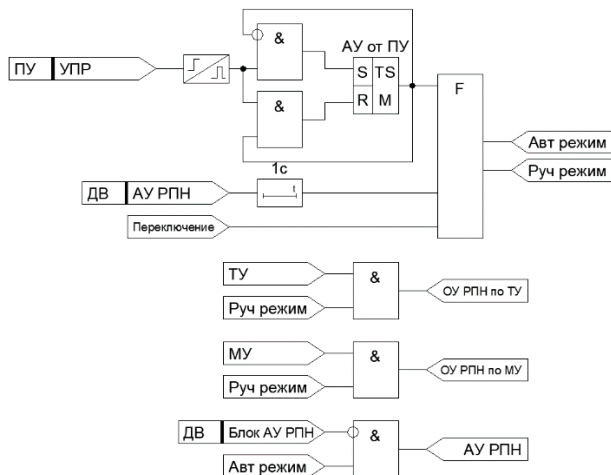 &
АУ от ПУ
ПУ УПР
S TS
R M
F
&
Авт режим
Руч режим
1с
t
ДВ АУ РПН
Переключение
ТУ
&
ОУ РПН по ТУ
Руч режим
МУ
&
ОУ РПН по МУ
Руч режим
ДВ Блок АУ РПН
&
АУ РПН
Авт режим